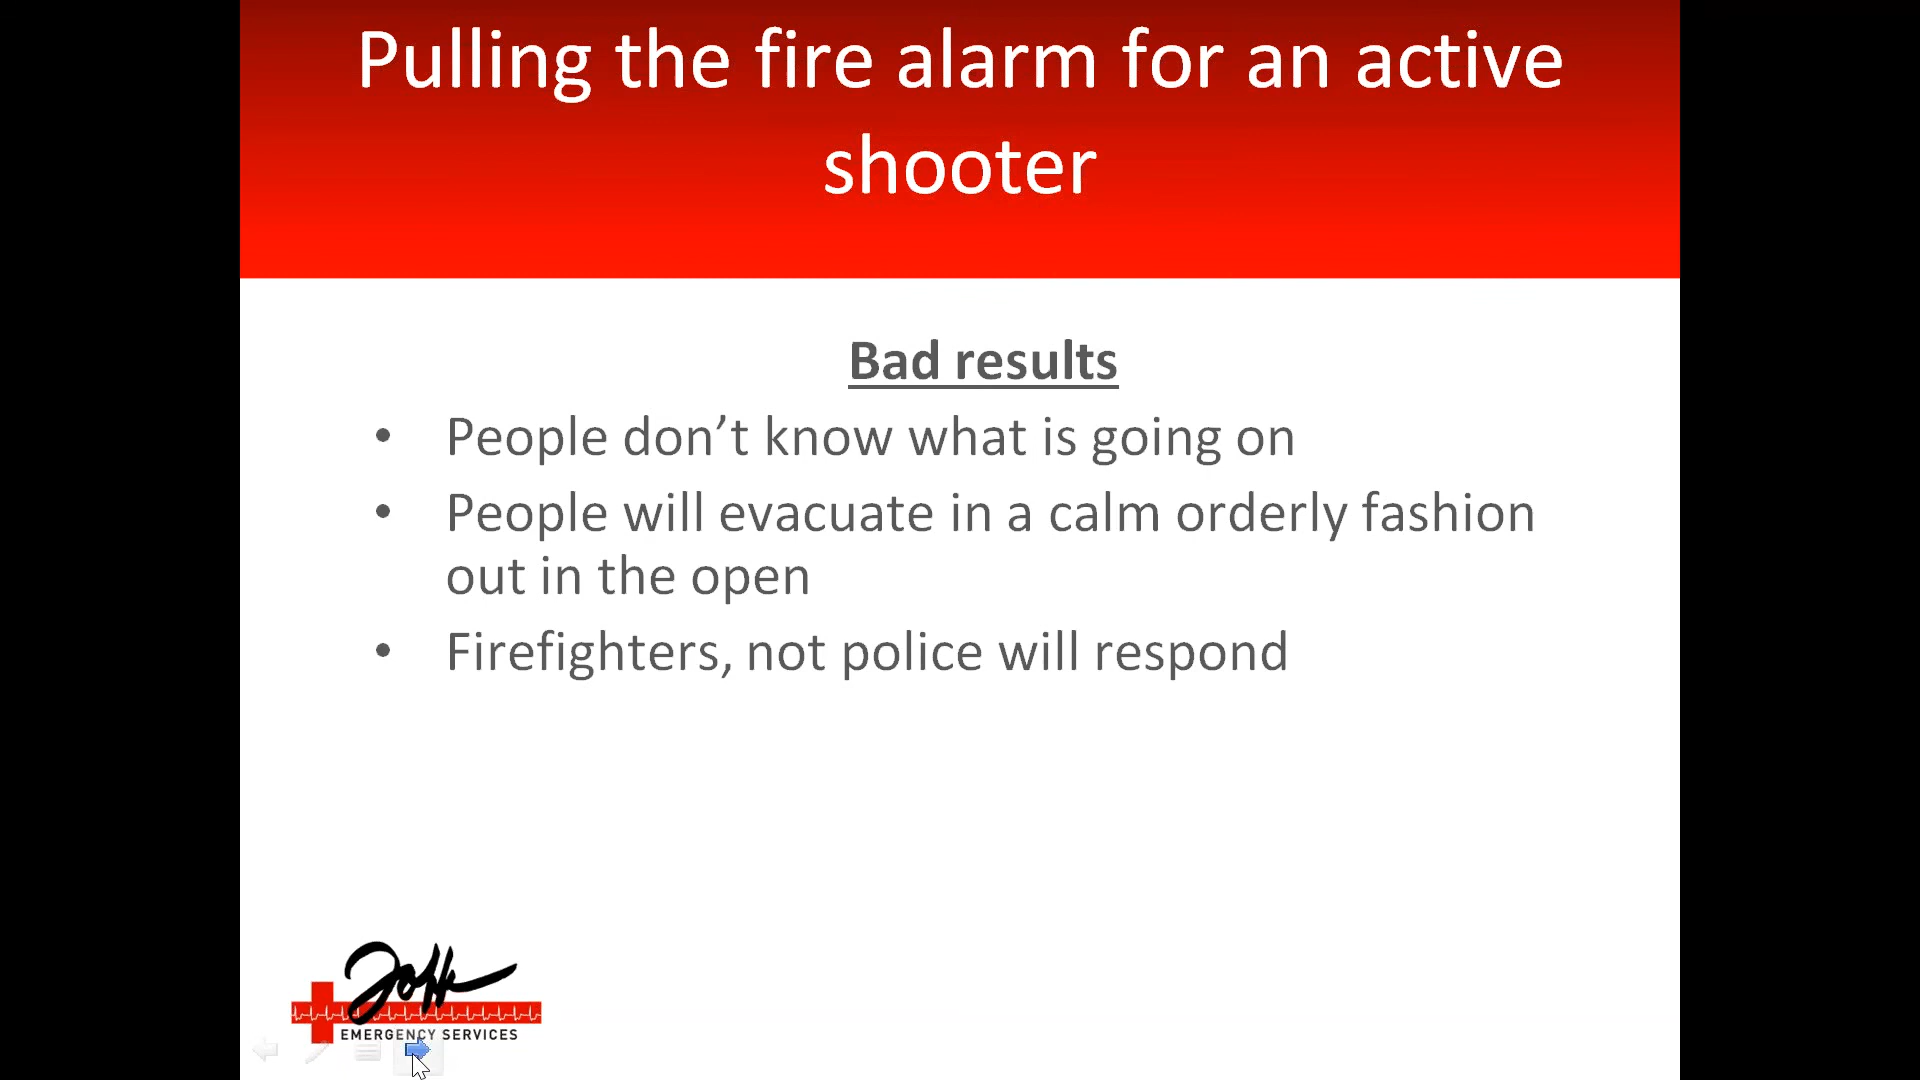 Pulling the fire alarm for an active
shooter
Bad results
• People don’t know what is going on
• People will evacuate in a calm orderly fashion
out in the open
• Firefighters, not police will respond
Joffe
EMERGENCY SERVICES